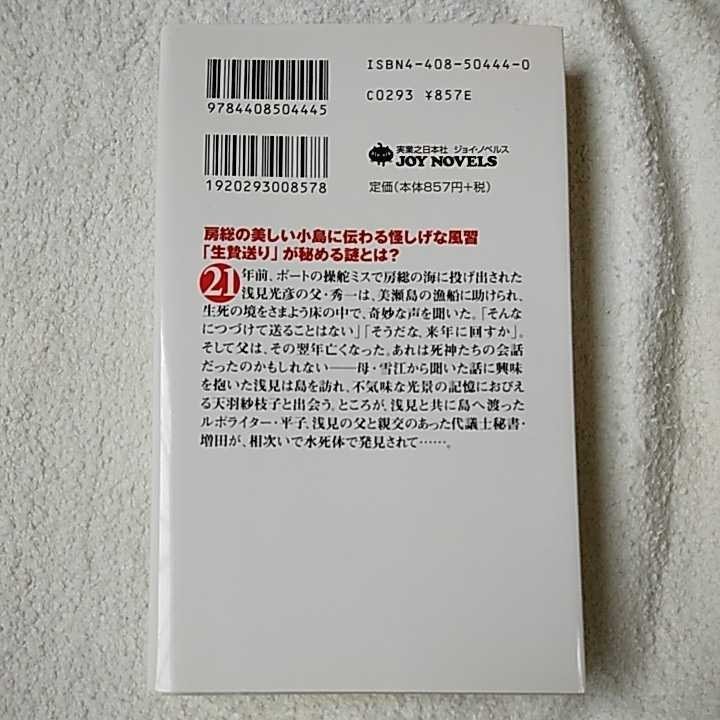 ISBN4-408-50444-0
9784408504445
C0293 ¥857E
実業之日本社 ジョイ・ノベルス
JOY NOVELS
1920293008578
定価(本体857円+税)
房総の美しい小島に伝わる怪しげな風習
「生贄送り」が秘める謎とは?
21年前、ボートの操舵ミスで房総の海に投げ出された
浅見光彦の父・秀一は、美瀬島の漁船に助けられ、
生死の境をさまよう床の中で、奇妙な声を聞いた。「そんな
につづけて送ることはない」「そうだな、来年に回すか」。
そして父は、その翌年亡くなった。あれは死神たちの会話
だったのかもしれない――母・雪江から聞いた話に興味
を抱いた浅見は島を訪れ、不気味な光景の記憶におびえ
る天羽紗枝子と出会う。ところが、浅見と共に島へ渡った
ルポライター・平子、浅見の父と親交のあった代議士秘書・
増田が、相次いで水死体で発見されて……。